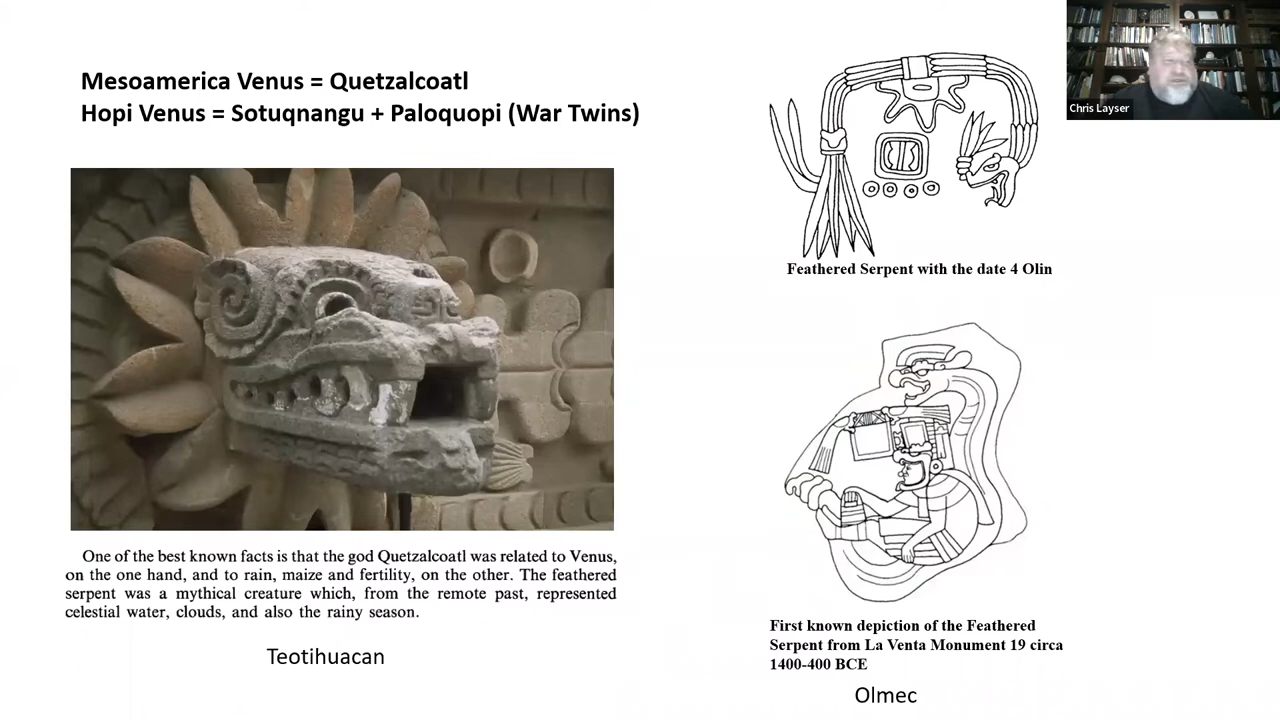 Mesoamerica Venus = Quetzalcoatl
Hopi Venus = Sotuqnangu + Paloquopi (War Twins)
Chris Layser
Feathered Serpent with the date 4 Olin
One of the best known facts is that the god Quetzalcoatl was related to Venus,
on the one hand, and to rain, maize and fertility, on the other. The feathered
serpent was a mythical creature which, from the remote past, represented
celestial water, clouds, and also the rainy season.
Teotihuacan
First known depiction of the Feathered
Serpent from La Venta Monument 19 circa
1400-400 BCE
Olmec